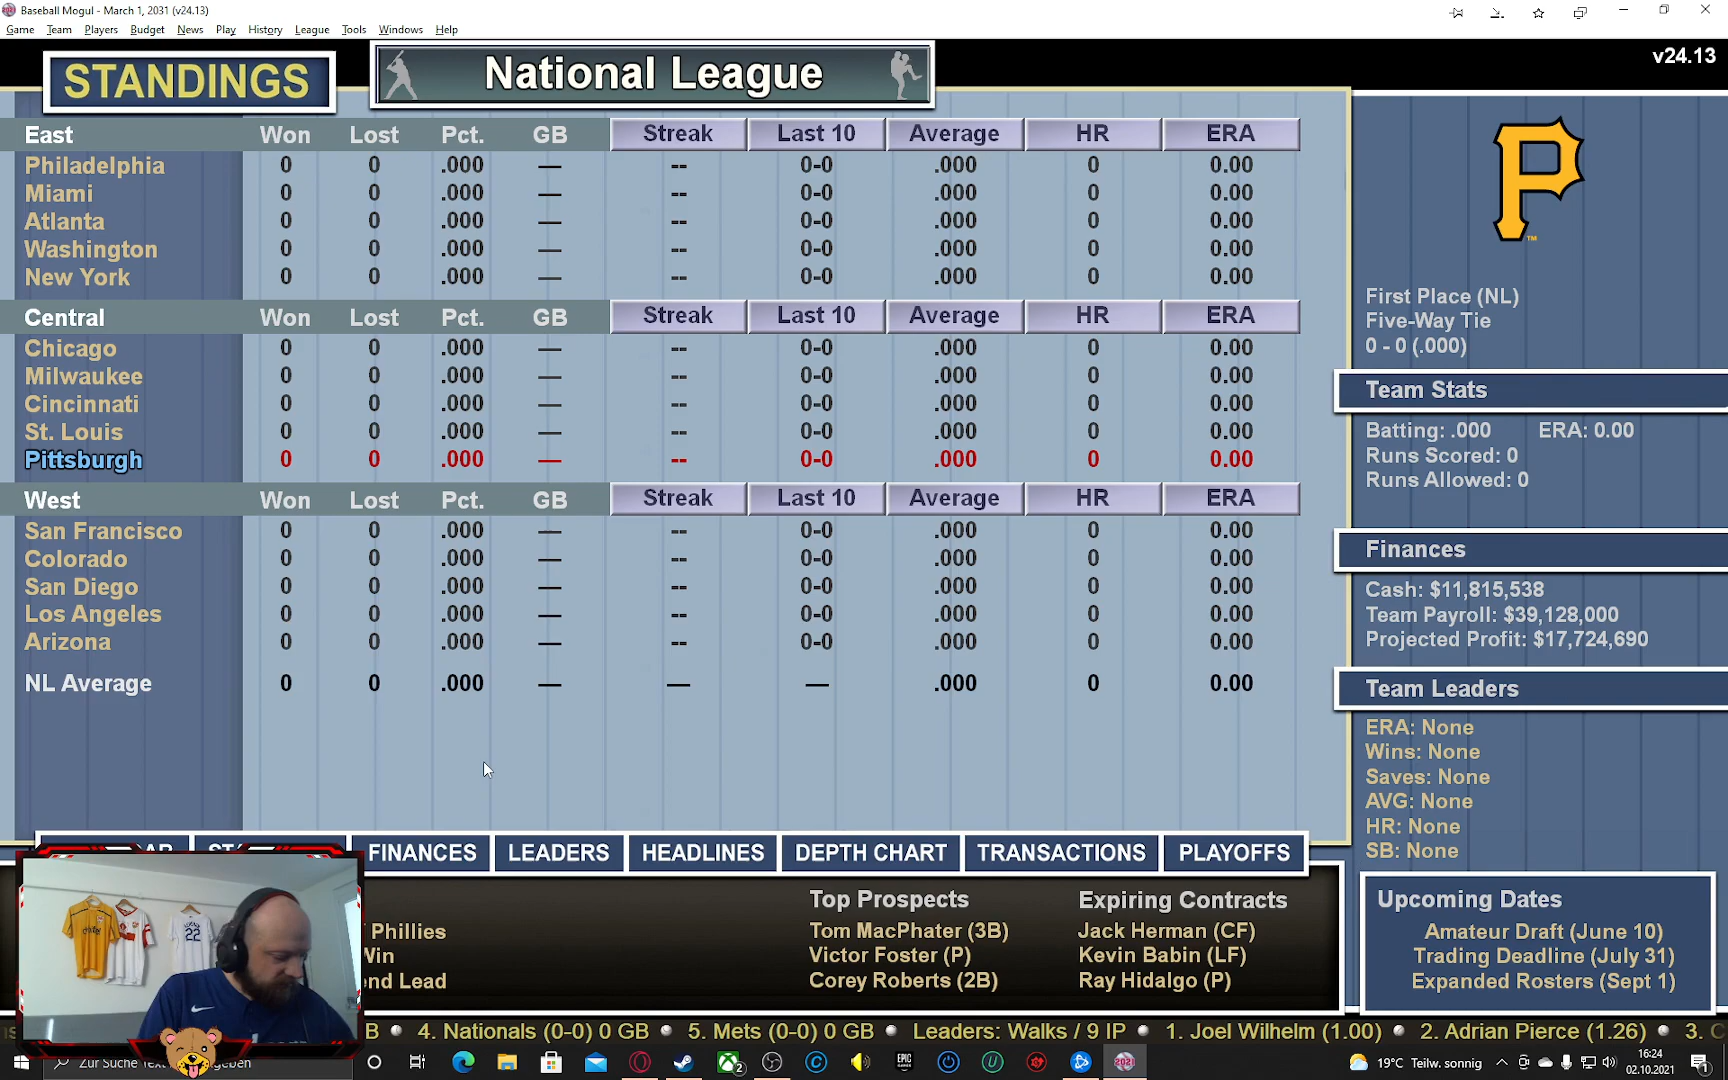 Baseball Mogul - March 1, 2031 (v24.13)
Game Team Players Budget News Play History League Tools Windows Help
STANDINGS
National League
v24.13
East Won Lost Pct. GB Streak Last 10 Average HR ERA
Philadelphia 0 0 .000 — -- 0-0 .000 0 0.00
Miami 0 0 .000 — -- 0-0 .000 0 0.00
Atlanta 0 0 .000 — -- 0-0 .000 0 0.00
Washington 0 0 .000 — -- 0-0 .000 0 0.00
New York 0 0 .000 — -- 0-0 .000 0 0.00
Central Won Lost Pct. GB Streak Last 10 Average HR ERA
Chicago 0 0 .000 — -- 0-0 .000 0 0.00
Milwaukee 0 0 .000 — -- 0-0 .000 0 0.00
Cincinnati 0 0 .000 — -- 0-0 .000 0 0.00
St. Louis 0 0 .000 — -- 0-0 .000 0 0.00
Pittsburgh 0 0 .000 — -- 0-0 .000 0 0.00
West Won Lost Pct. GB Streak Last 10 Average HR ERA
San Francisco 0 0 .000 — -- 0-0 .000 0 0.00
Colorado 0 0 .000 — -- 0-0 .000 0 0.00
San Diego 0 0 .000 — -- 0-0 .000 0 0.00
Los Angeles 0 0 .000 — -- 0-0 .000 0 0.00
Arizona 0 0 .000 — -- 0-0 .000 0 0.00
NL Average 0 0 .000 — — — .000 0 0.00
P
TM
First Place (NL)
Five-Way Tie
0 - 0 (.000)
Team Stats
Batting: .000 ERA: 0.00
Runs Scored: 0
Runs Allowed: 0
Finances
Cash: $11,815,538
Team Payroll: $39,128,000
Projected Profit: $17,724,690
Team Leaders
ERA: None
Wins: None
Saves: None
AVG: None
HR: None
SB: None
FINANCES LEADERS HEADLINES DEPTH CHART TRANSACTIONS PLAYOFFS
Phillies
Win
end Lead
Top Prospects
Tom MacPhater (3B)
Victor Foster (P)
Corey Roberts (2B)
Expiring Contracts
Jack Herman (CF)
Kevin Babin (LF)
Ray Hidalgo (P)
Upcoming Dates
Amateur Draft (June 10)
Trading Deadline (July 31)
Expanded Rosters (Sept 1)
22
B 4. Nationals (0-0) 0 GB 5. Mets (0-0) 0 GB Leaders: Walks / 9 IP 1. Joel Wilhelm (1.00) 2. Adrian Pierce (1.26) 3. C
Zur Suche Text geben
2
EPIC
2021
19°C Teilw. sonnig
16:24
02.10.2021
1